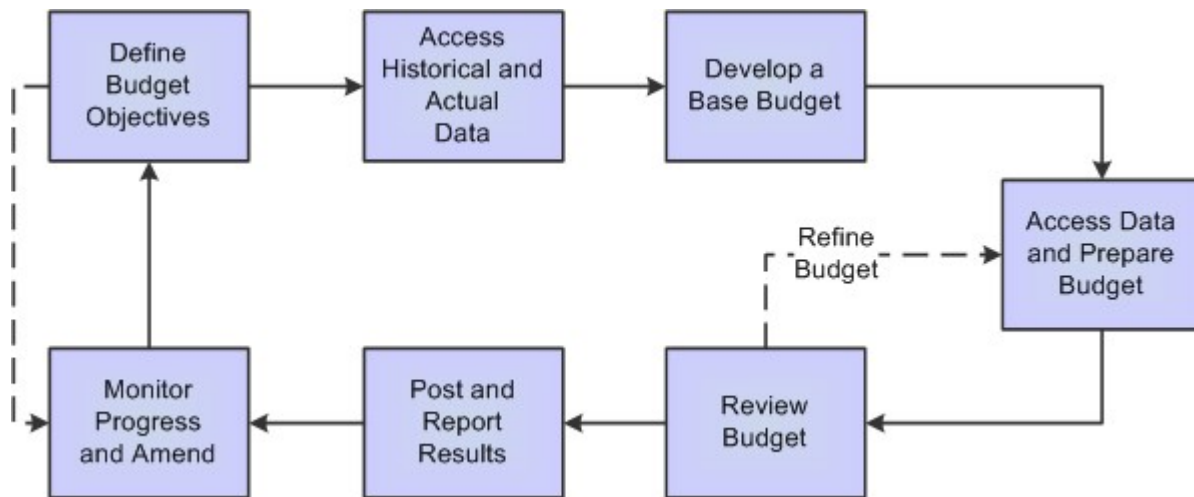 Define
Budget
Objectives
Access
Historical and
Actual
Data
Develop a
Base Budget
Access Data
and Prepare
Budget
Refine
Budget
Review
Budget
Post and
Report
Results
Monitor
Progress
and Amend